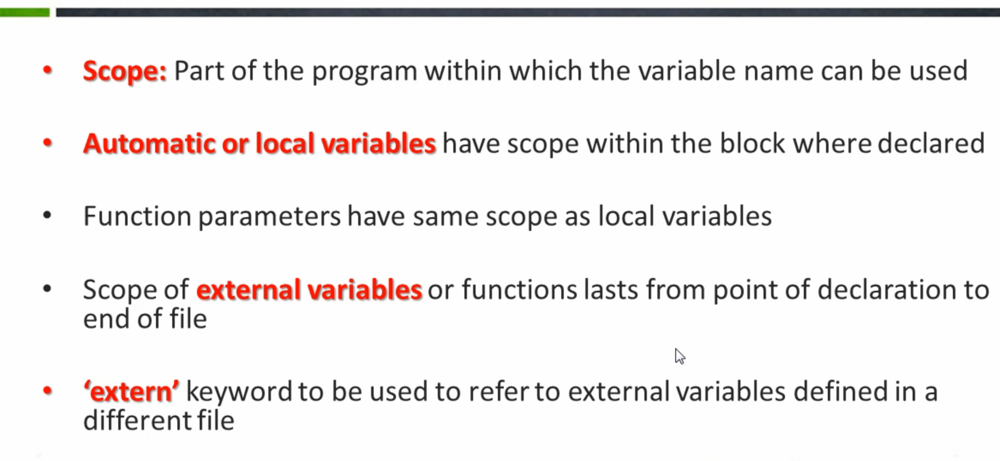 • Scope: Part of the program within which the variable name can be used
• Automatic or local variables have scope within the block where declared
• Function parameters have same scope as local variables
• Scope of external variables or functions lasts from point of declaration to
end of file
• ‘extern’ keyword to be used to refer to external variables defined in a
different file